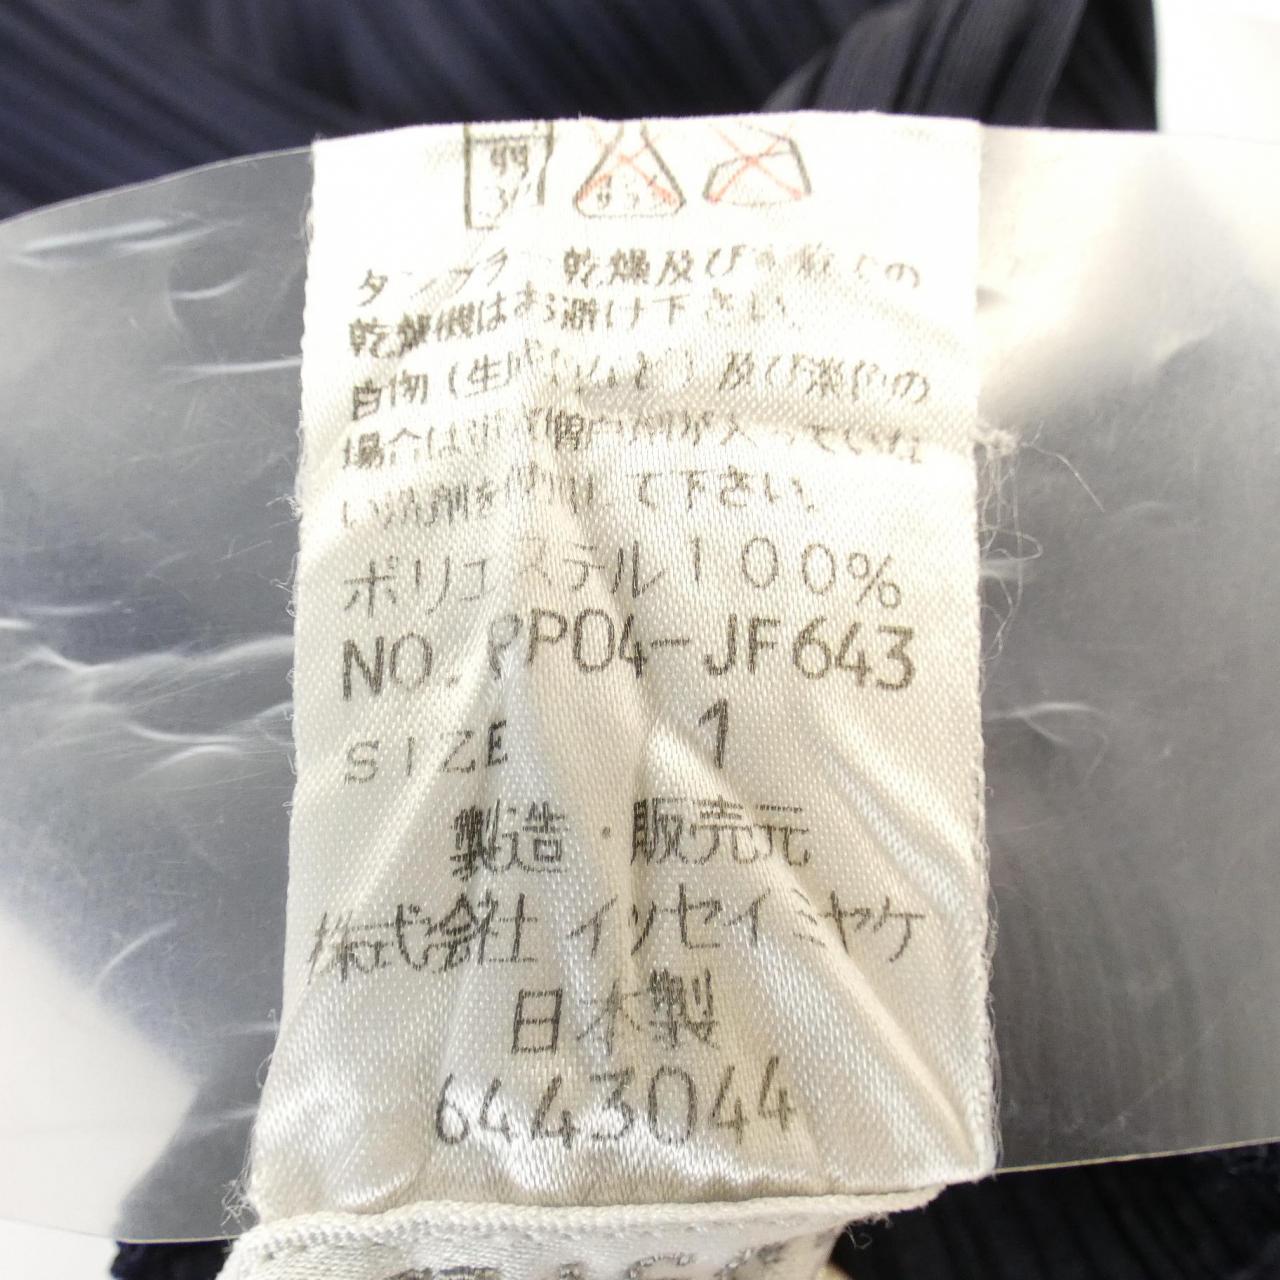 タンブラー乾燥及び
乾燥機はお避け下さい。
白物(生成りなど)及び淡色の
場合は蛍光増白剤が入っていな
い洗剤を使用して下さい。
ポリエステル100%
NO.PP04-JF643
SIZE 1
製造・販売元
株式会社イッセイミヤケ
日本製
6443044